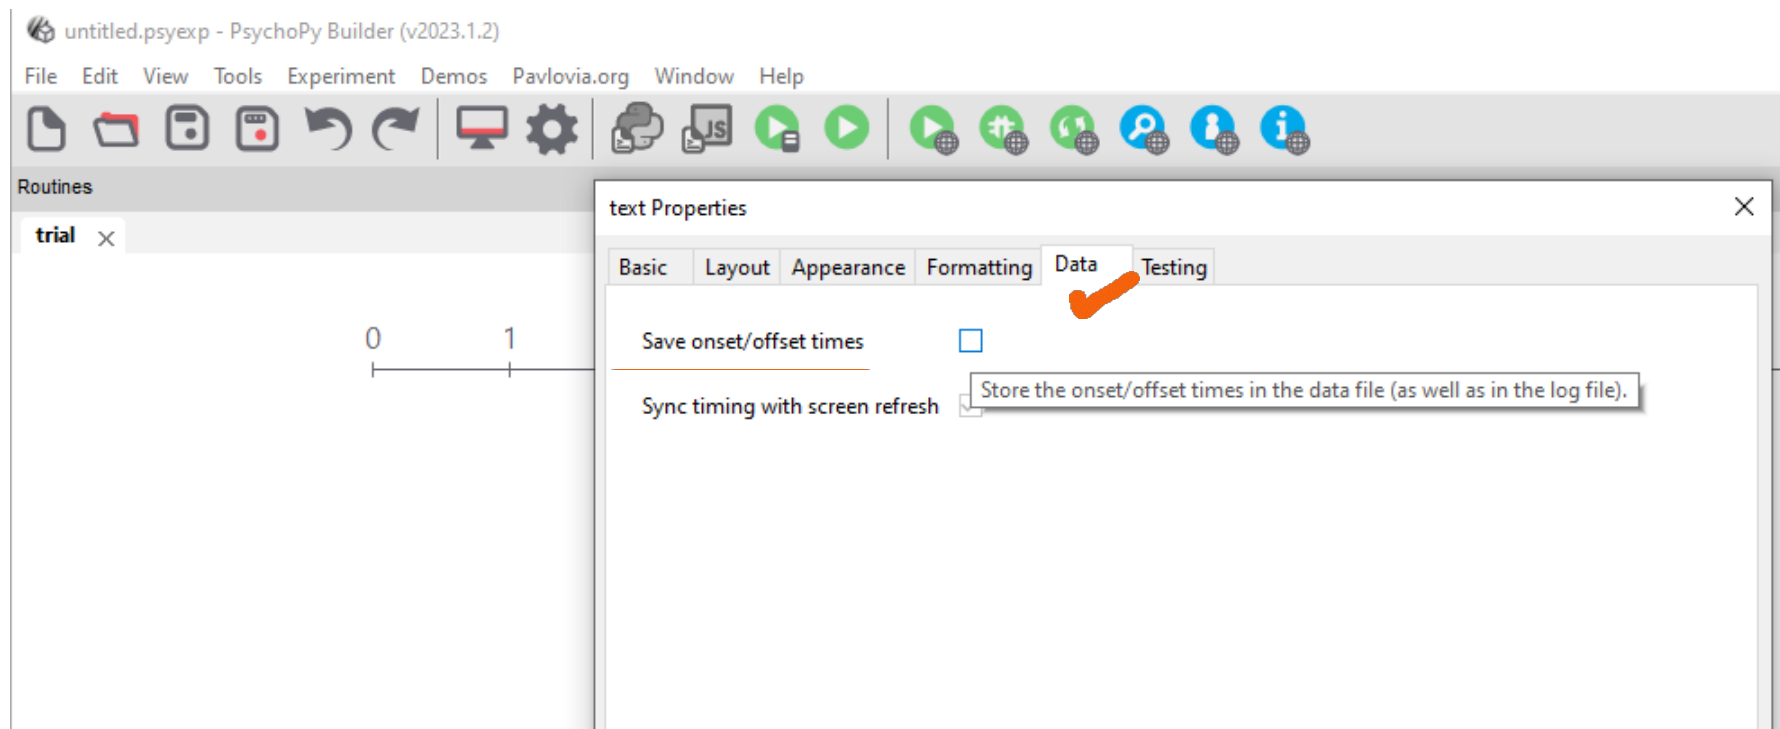 untitled.psyexp - PsychoPy Builder (v2023.1.2)
File Edit View Tools Experiment Demos Pavlovia.org Window Help
JS
Routines
text Properties
trial
Basic Layout Appearance Formatting Data Testing
0 1
Save onset/offset times
Store the onset/offset times in the data file (as well as in the log file).
Sync timing with screen refresh